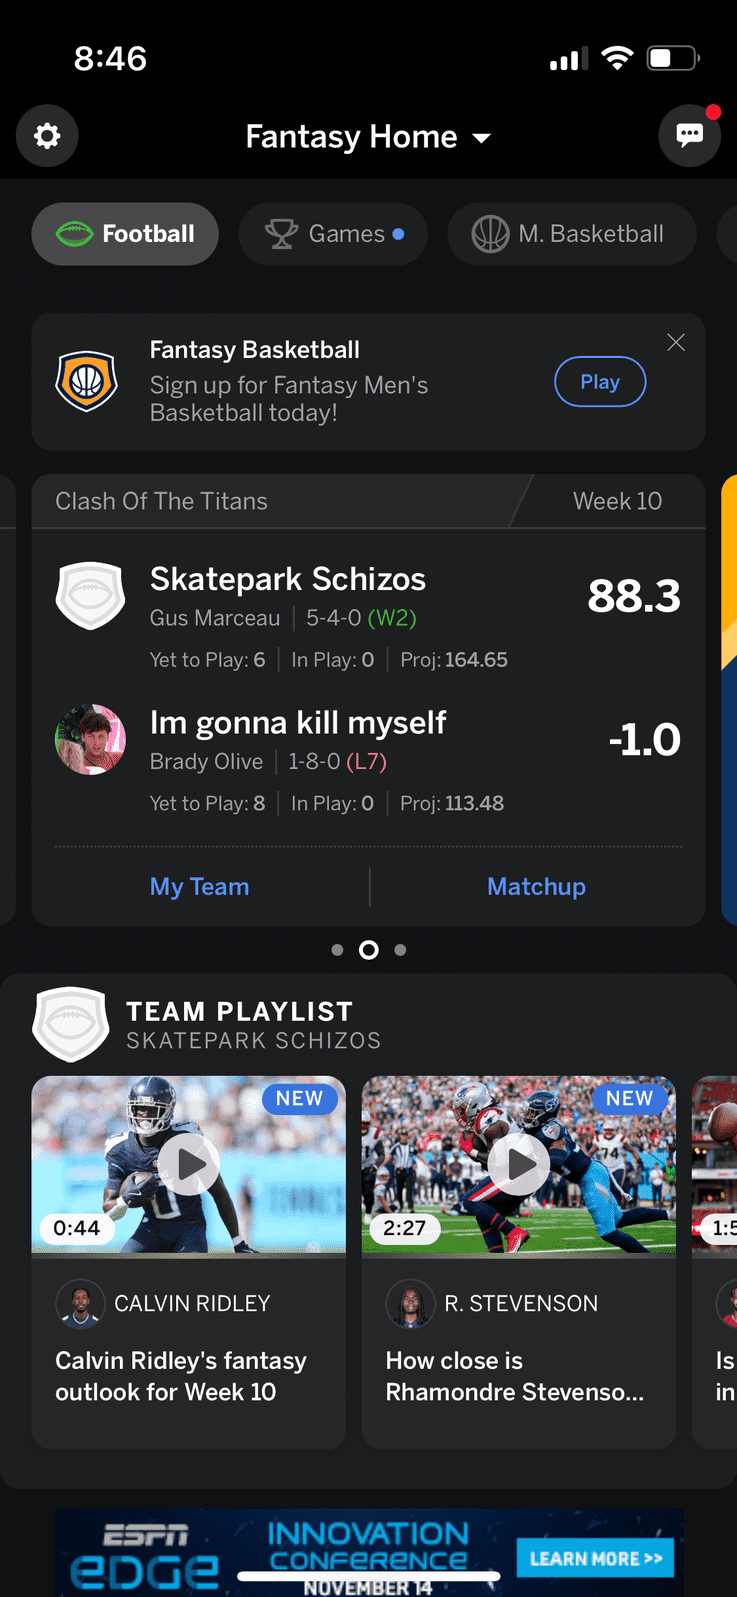 8:46
Fantasy Home
Football
Games
M. Basketball
Fantasy Basketball
Sign up for Fantasy Men's
Basketball today!
Play
Clash Of The Titans
Week 10
Skatepark Schizos
88.3
Gus Marceau | 5-4-0 (W2)
Yet to Play: 6 | In Play: 0 | Proj: 164.65
Im gonna kill myself
-1.0
Brady Olive | 1-8-0 (L7)
Yet to Play: 8 | In Play: 0 | Proj: 113.48
My Team
Matchup
TEAM PLAYLIST
SKATEPARK SCHIZOS
NEW
NEW
0:44
2:27
1:5
CALVIN RIDLEY
R. STEVENSON
Calvin Ridley's fantasy
outlook for Week 10
How close is
Rhamondre Stevenso...
Is
in
ESPN
EDGE
INNOVATION
CONFERENCE
NOVEMBER 14
LEARN MORE >>